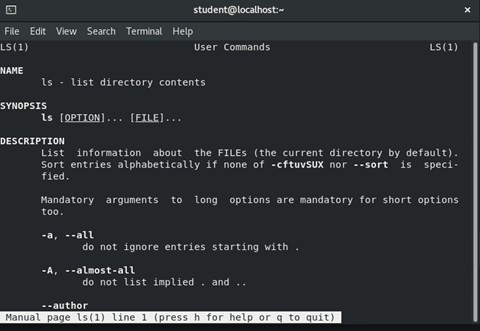 student@localhost:~
File Edit View Search Terminal Help
LS(1) User Commands LS(1)
NAME
ls - list directory contents
SYNOPSIS
ls [OPTION]... [FILE]...
DESCRIPTION
List information about the FILEs (the current directory by default).
Sort entries alphabetically if none of -cftuvSUX nor --sort is speci-
fied.
Mandatory arguments to long options are mandatory for short options
too.
-a, --all
do not ignore entries starting with .
-A, --almost-all
do not list implied . and ..
--author
Manual page ls(1) line 1 (press h for help or q to quit)